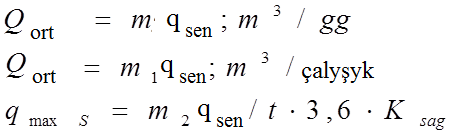 Q ort = m· q sen ; m 3 / gg
Q ort = m 1 q sen; m 3 / çalyşyk
q max S = m 2 q sen / t · 3 ,6 · K sag